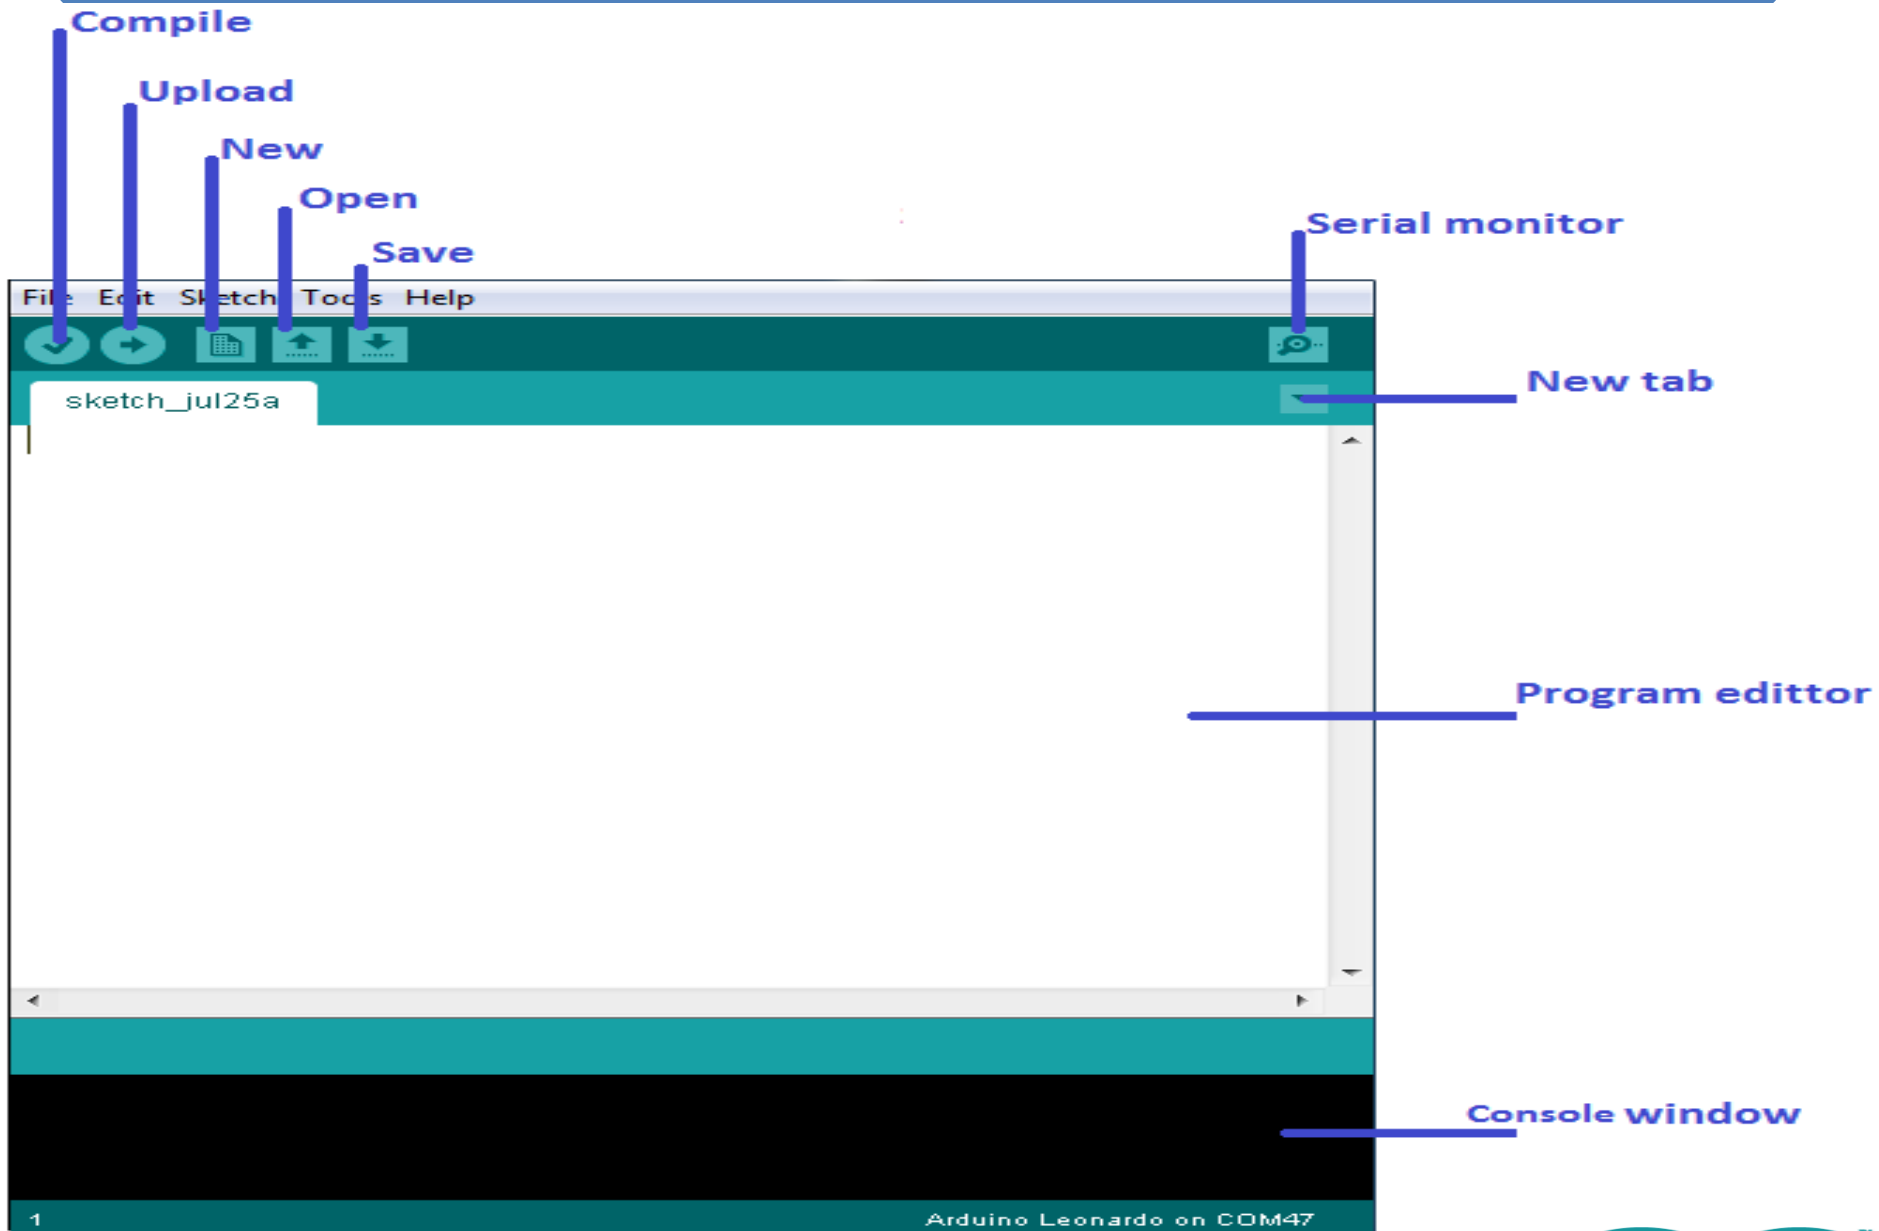 Compile
Upload
New
Open
Save
Serial monitor
File Edit Sketch Tools Help
sketch_jul25a
New tab
Program edittor
Console window
1
Arduino Leonardo on COM47